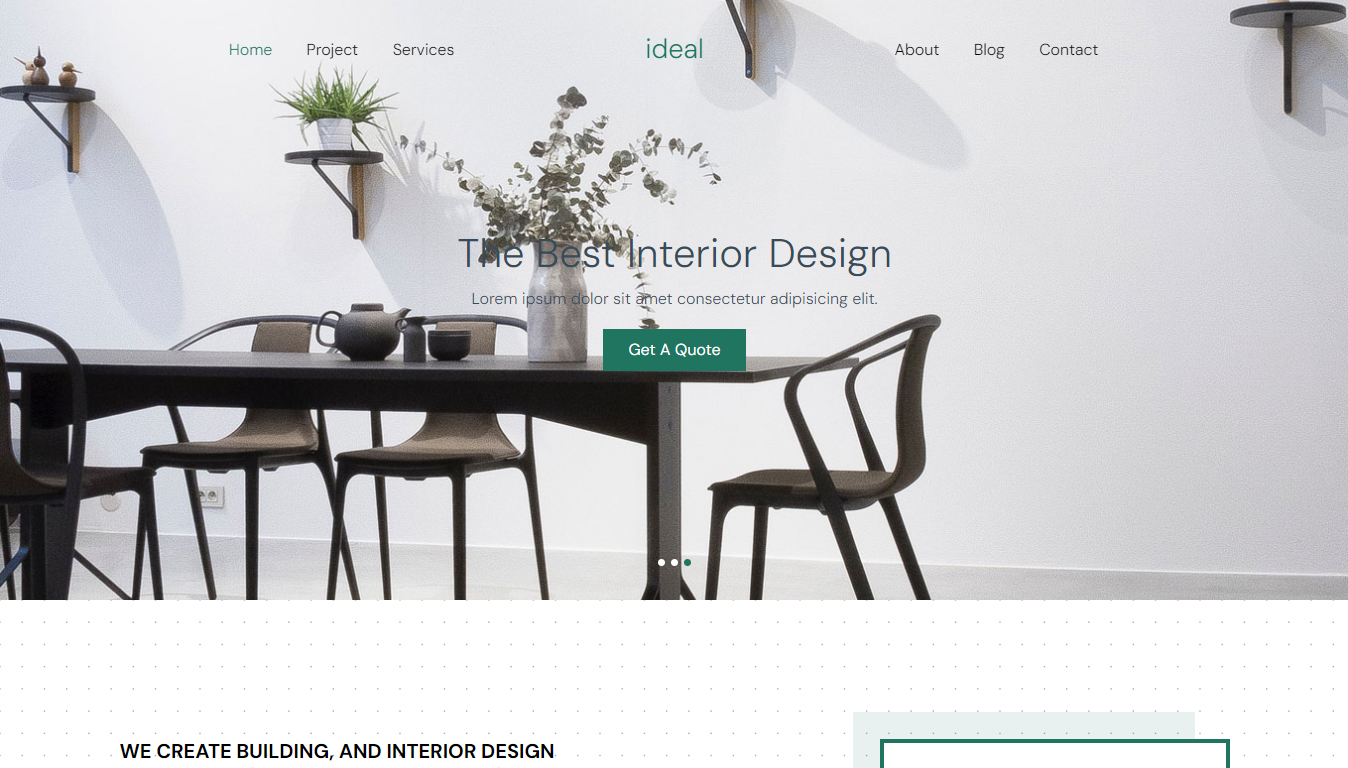 Home Project Services ideal About Blog Contact
The Best Interior Design
Lorem ipsum dolor sit amet consectetur adipisicing elit.
Get A Quote
WE CREATE BUILDING, AND INTERIOR DESIGN